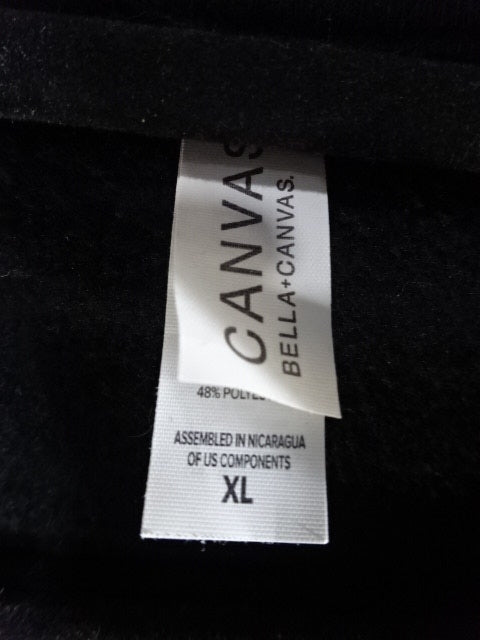 CANVAS
BELLA+CANVAS.
48%
ASSEMBLED IN NICARAGUA
OF US COMPONENTS
XL